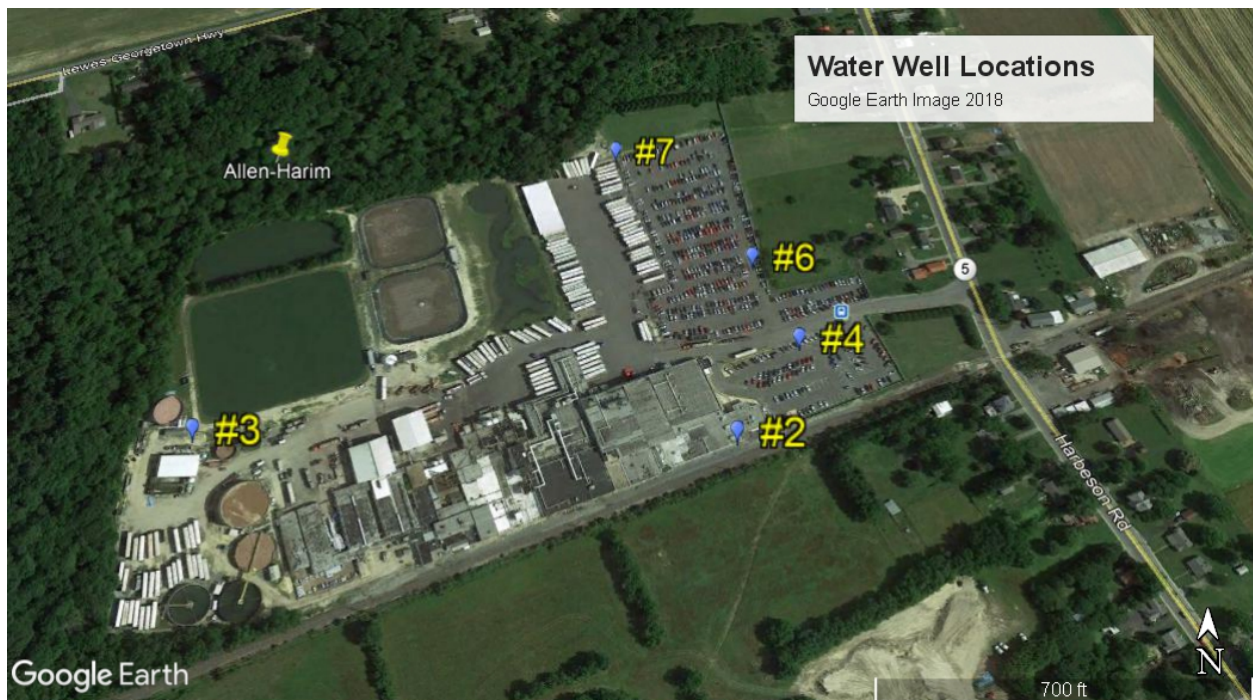 Lewes Georgetown Hwy
Water Well Locations
Google Earth Image 2018
Allen-Harim
#7
#6
5
#4
#3
#2
Harbeson Rd
Google Earth
N
700 ft